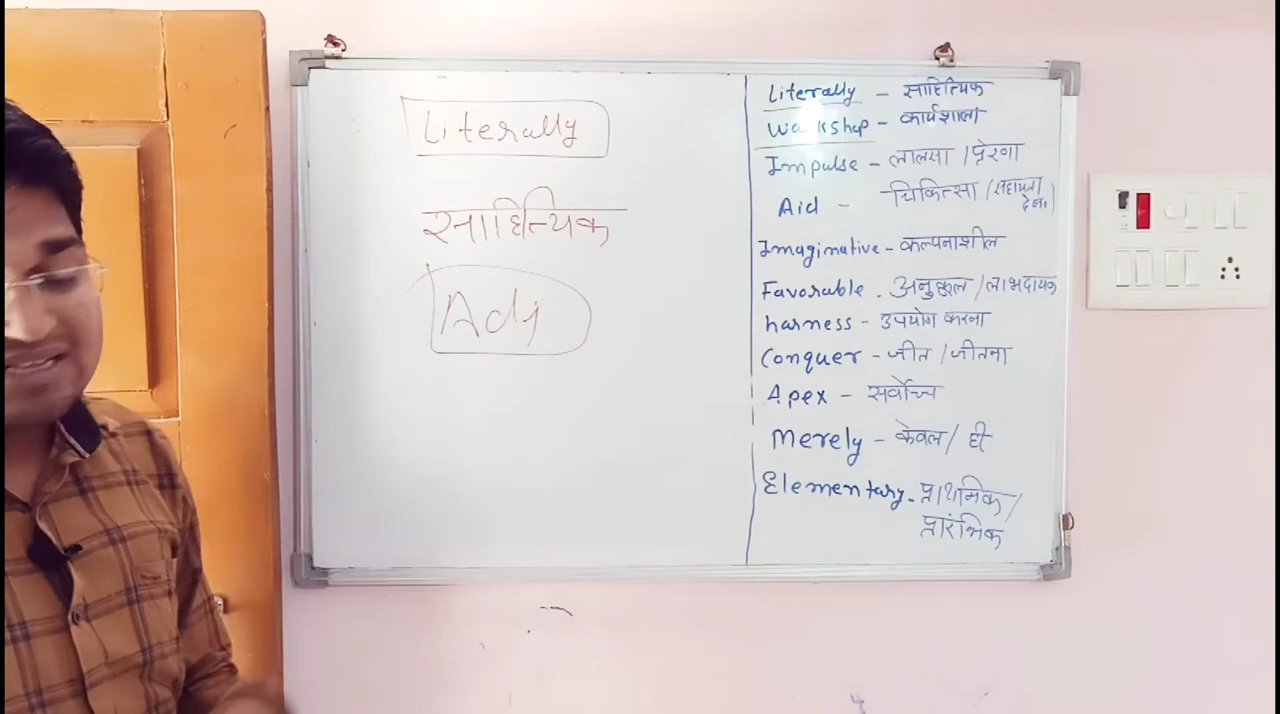 Literally
साहित्यिक
Adj
Literally - साहित्यिक
Workshop - कार्यशाला
Impulse - लालसा / प्रेरणा
Aid - चिकित्सा / सहायता
देना)
Imaginative - कल्पनाशील
Favorable . अनुकूल / लाभदायक
harness - उपयोग करना
Conquer - जीत / जीतना
Apex - सर्वोच्च
Merely - केवल / ही
Elementary - प्राथमिक /
प्रारंभिक